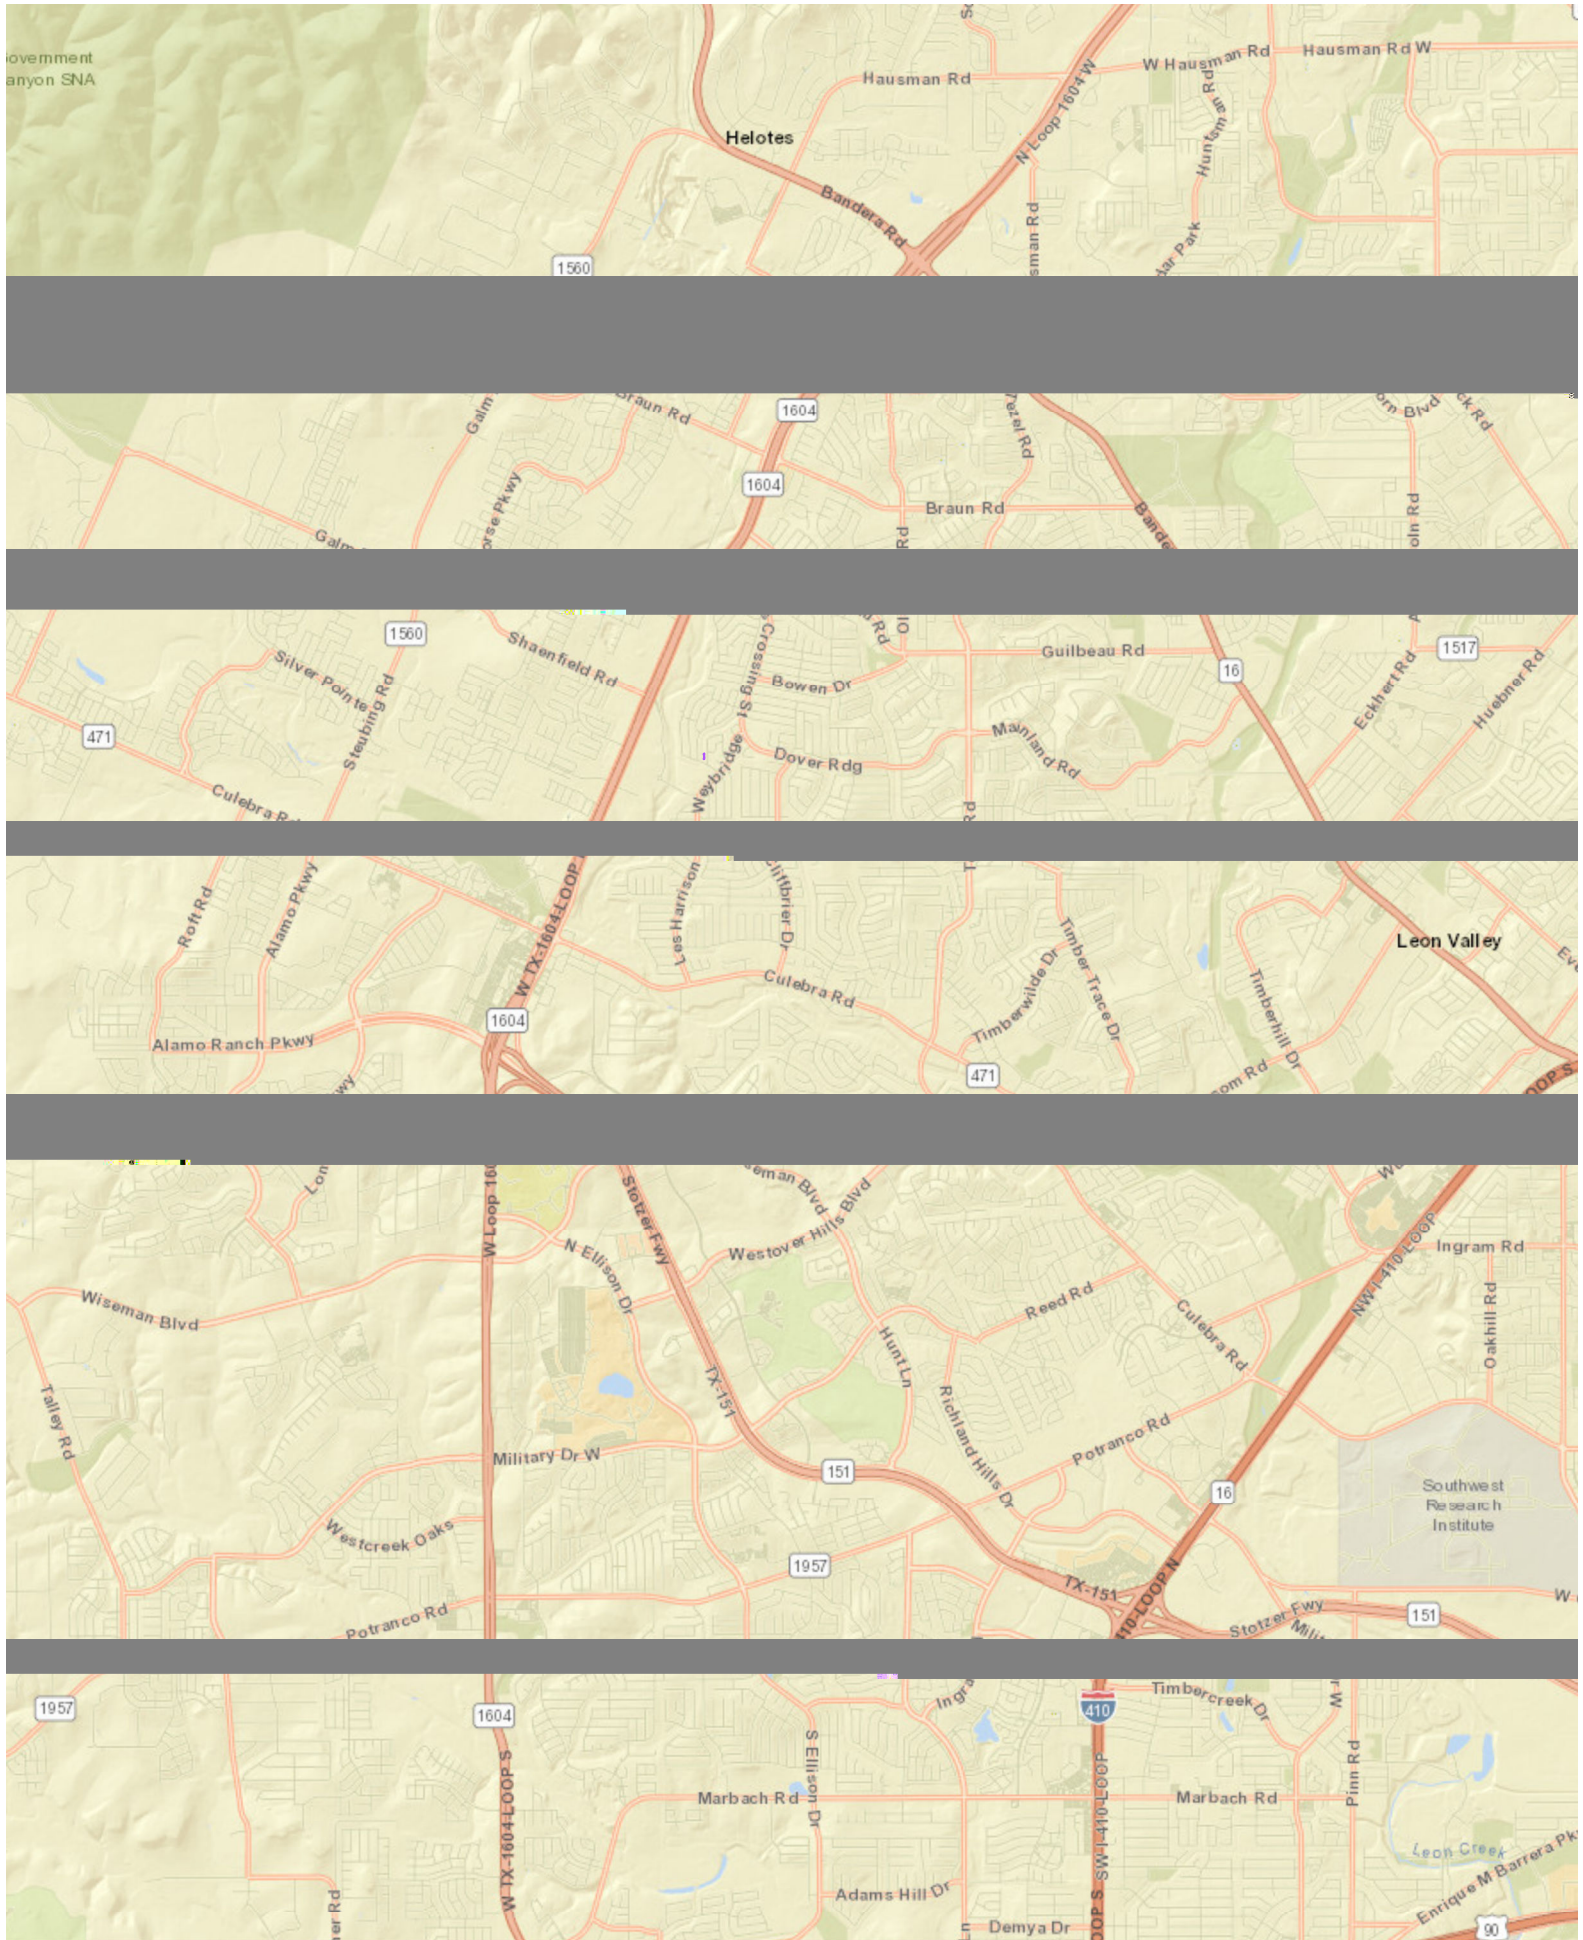 Hausman Rd
W Hausman Rd
Hausman Rd W
N Loop 1604 W
Helotes
Bandera Rd
1560
1604
Braun Rd
1604
Braun Rd
1560
Silver Pointe
Steubing Rd
Shaenfield Rd
471
Culebra
Bowen Dr
Guilbeau Rd
16
1517
Eckhert Rd
Huebner Rd
Weybridge
Dover Rdg
Mainland Rd
Roft Rd
Alamo Pkwy
W TX-1604-LOOP
Les Harrison
Cliffbrier Dr
Culebra Rd
Timberwilde Dr
Timber Trace Dr
Timberhill Dr
Leon Valley
1604
Alamo Ranch Pkwy
471
Stotzer Fwy
N Ellison Dr
Westover Hills Blvd
NW I-410-LOOP
Ingram Rd
Wiseman Blvd
Reed Rd
Culebra Rd
Oakhill Rd
Hunt Ln
TX-151
Talley Rd
Richland Hills Dr
Potranco Rd
Military Dr W
151
16
Southwest
Research
Institute
Westcreek Oaks
1957
TX-151
410-LOOP N
Stotzer Fwy
151
Potranco Rd
1957
1604
410
Timbercreek Dr
Pinn Rd
S Ellison Dr
Marbach Rd
Marbach Rd
W TX-1604-LOOP S
SW I-410-LOOP
Leon Creek
Enrique M Barrera
Adams Hill Dr
Demya Dr
90